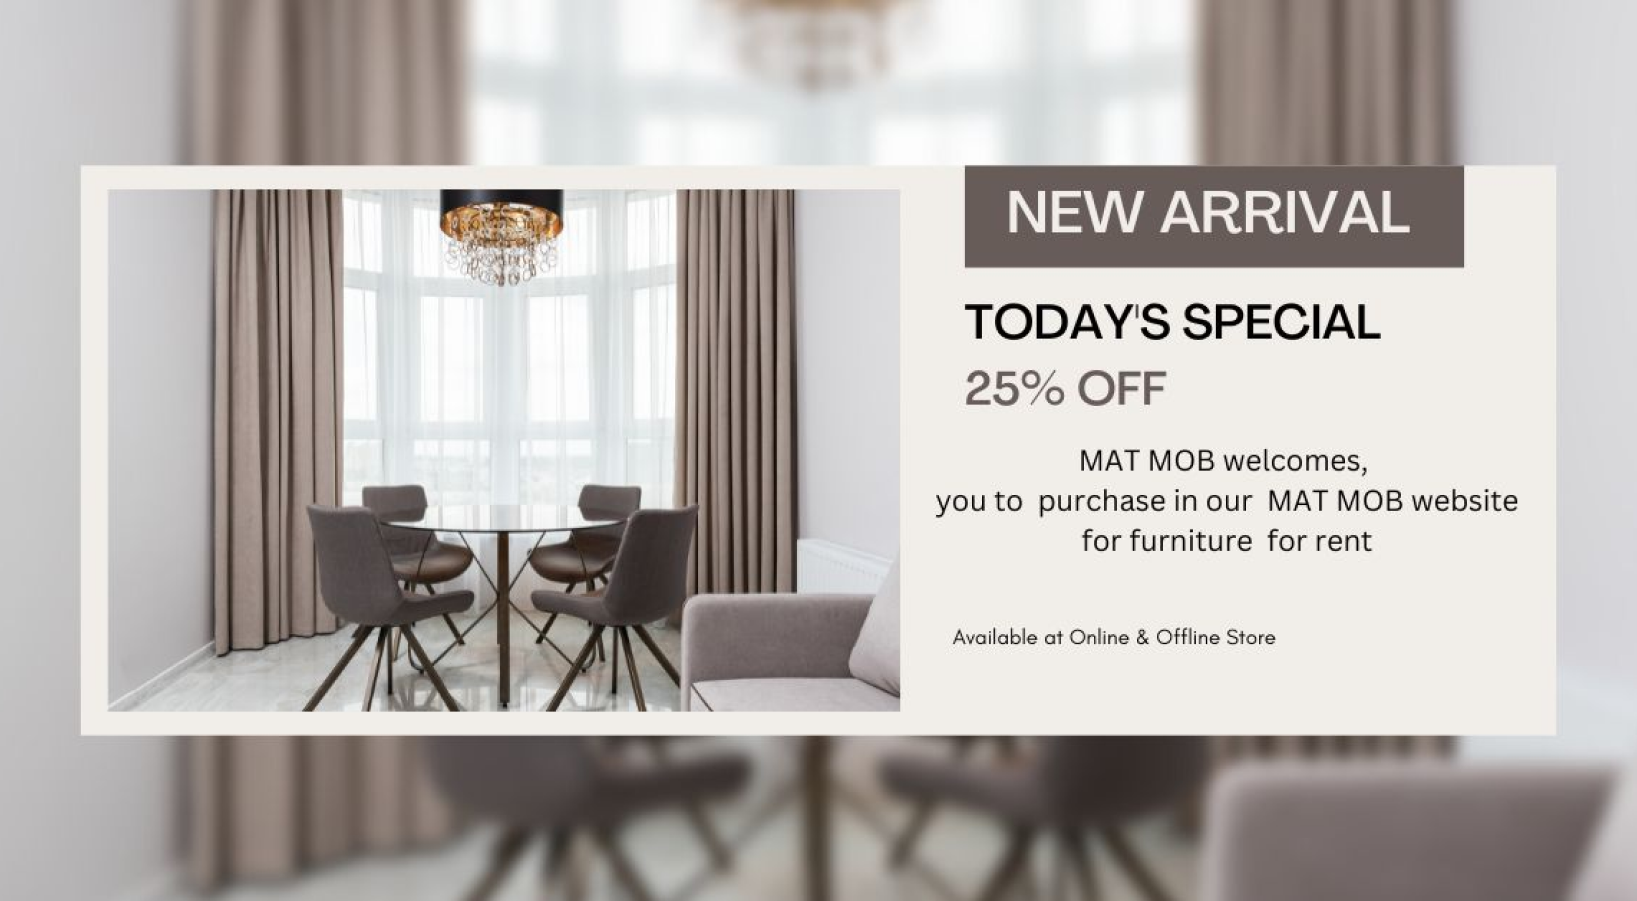 NEW ARRIVAL
TODAY'S SPECIAL
25% OFF
MAT MOB welcomes,
you to  purchase in our  MAT MOB website
for furniture  for rent
Available at Online & Offline Store